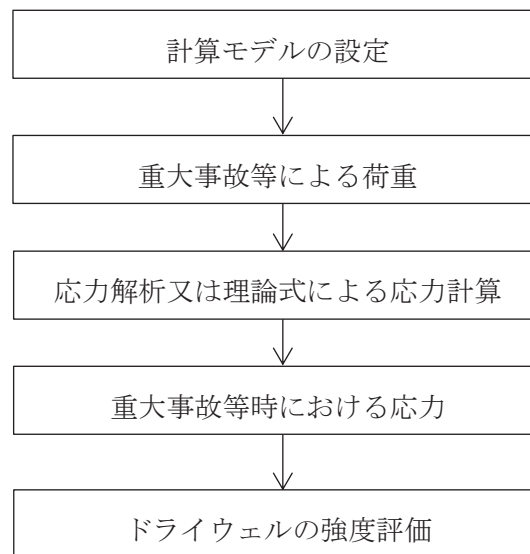 計算モデルの設定
重大事故等による荷重
応力解析又は理論式による応力計算
重大事故等時における応力
ドライウェルの強度評価